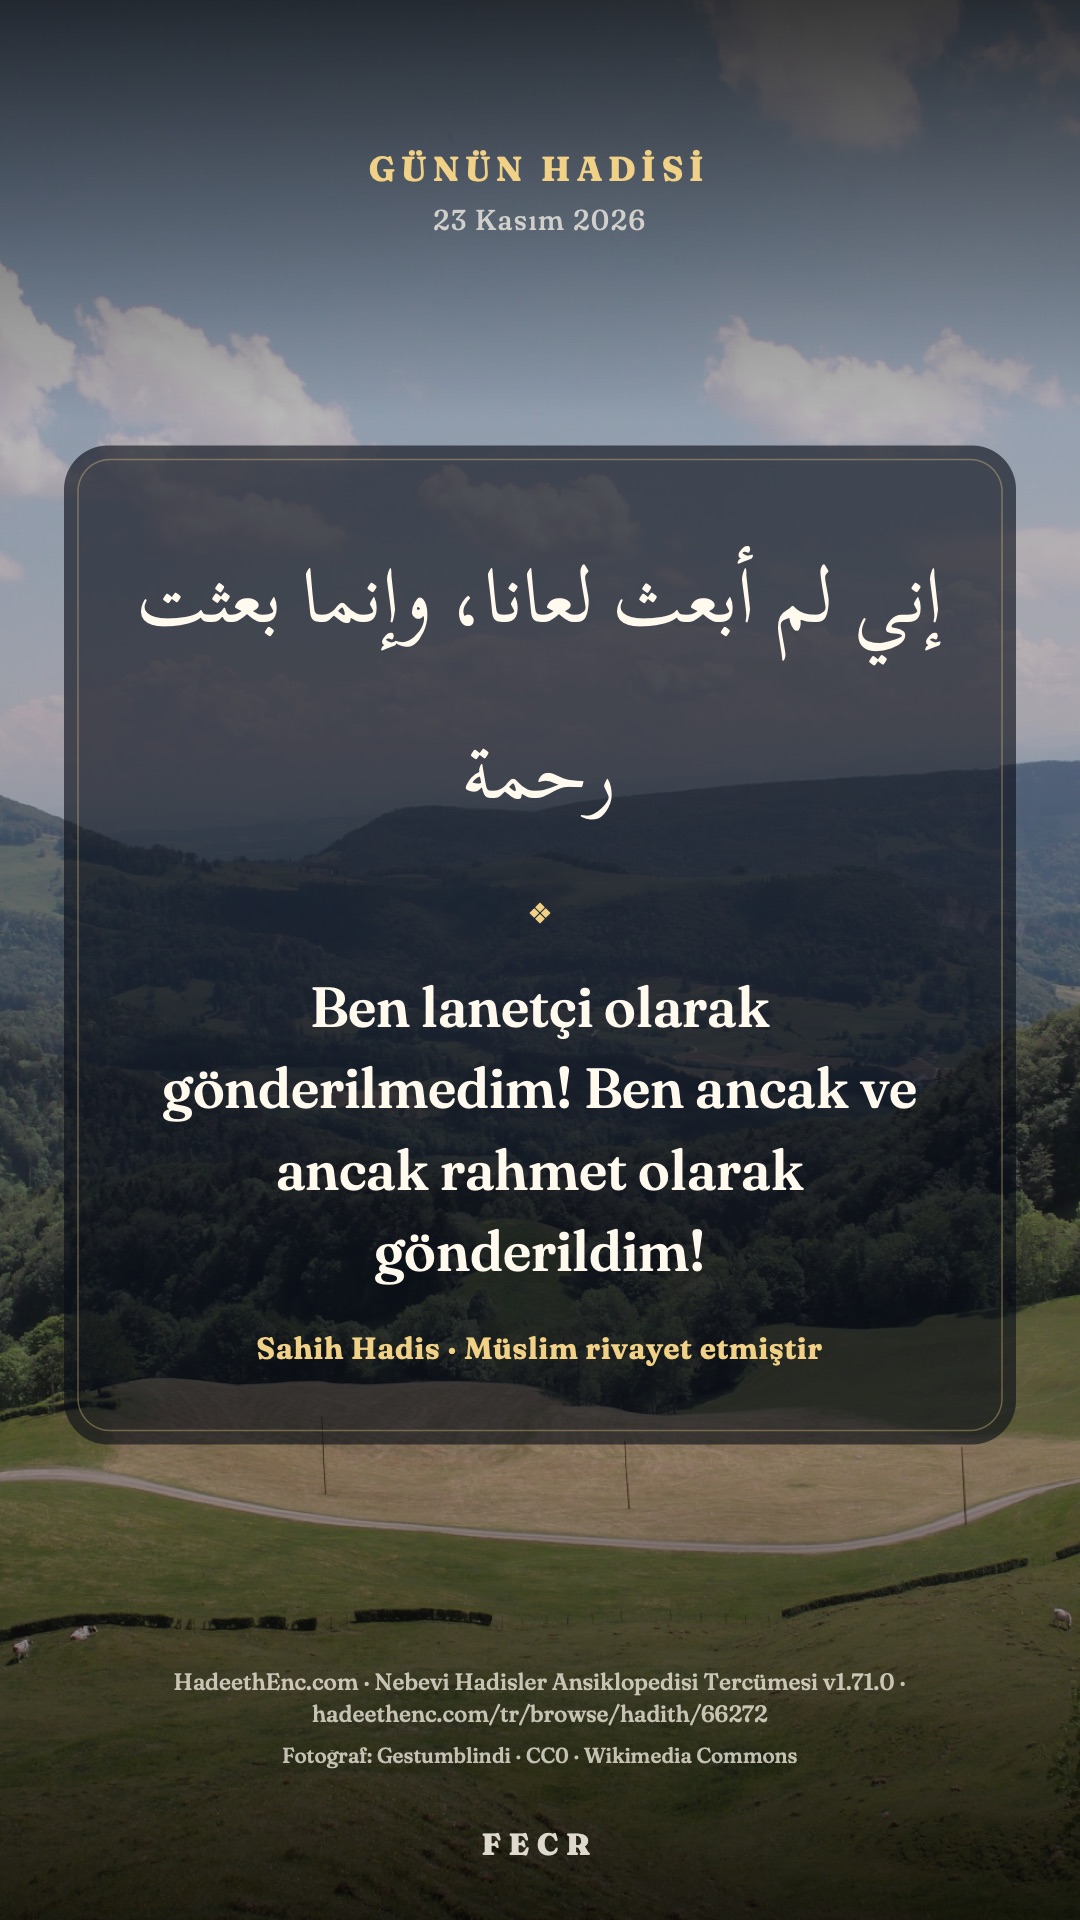 GÜNÜN HADİSİ
23 Kasım 2026
إني لم أبعث لعانا، وإنما بعثت
رحمة
Ben lanetçi olarak
gönderilmedim! Ben ancak ve
ancak rahmet olarak
gönderildim!
Sahih Hadis · Müslim rivayet etmiştir
HadeethEnc.com · Nebevi Hadisler Ansiklopedisi Tercümesi v1.71.0 ·
hadeethenc.com/tr/browse/hadith/66272
Fotograf: Gestumblindi · CC0 · Wikimedia Commons
FECR